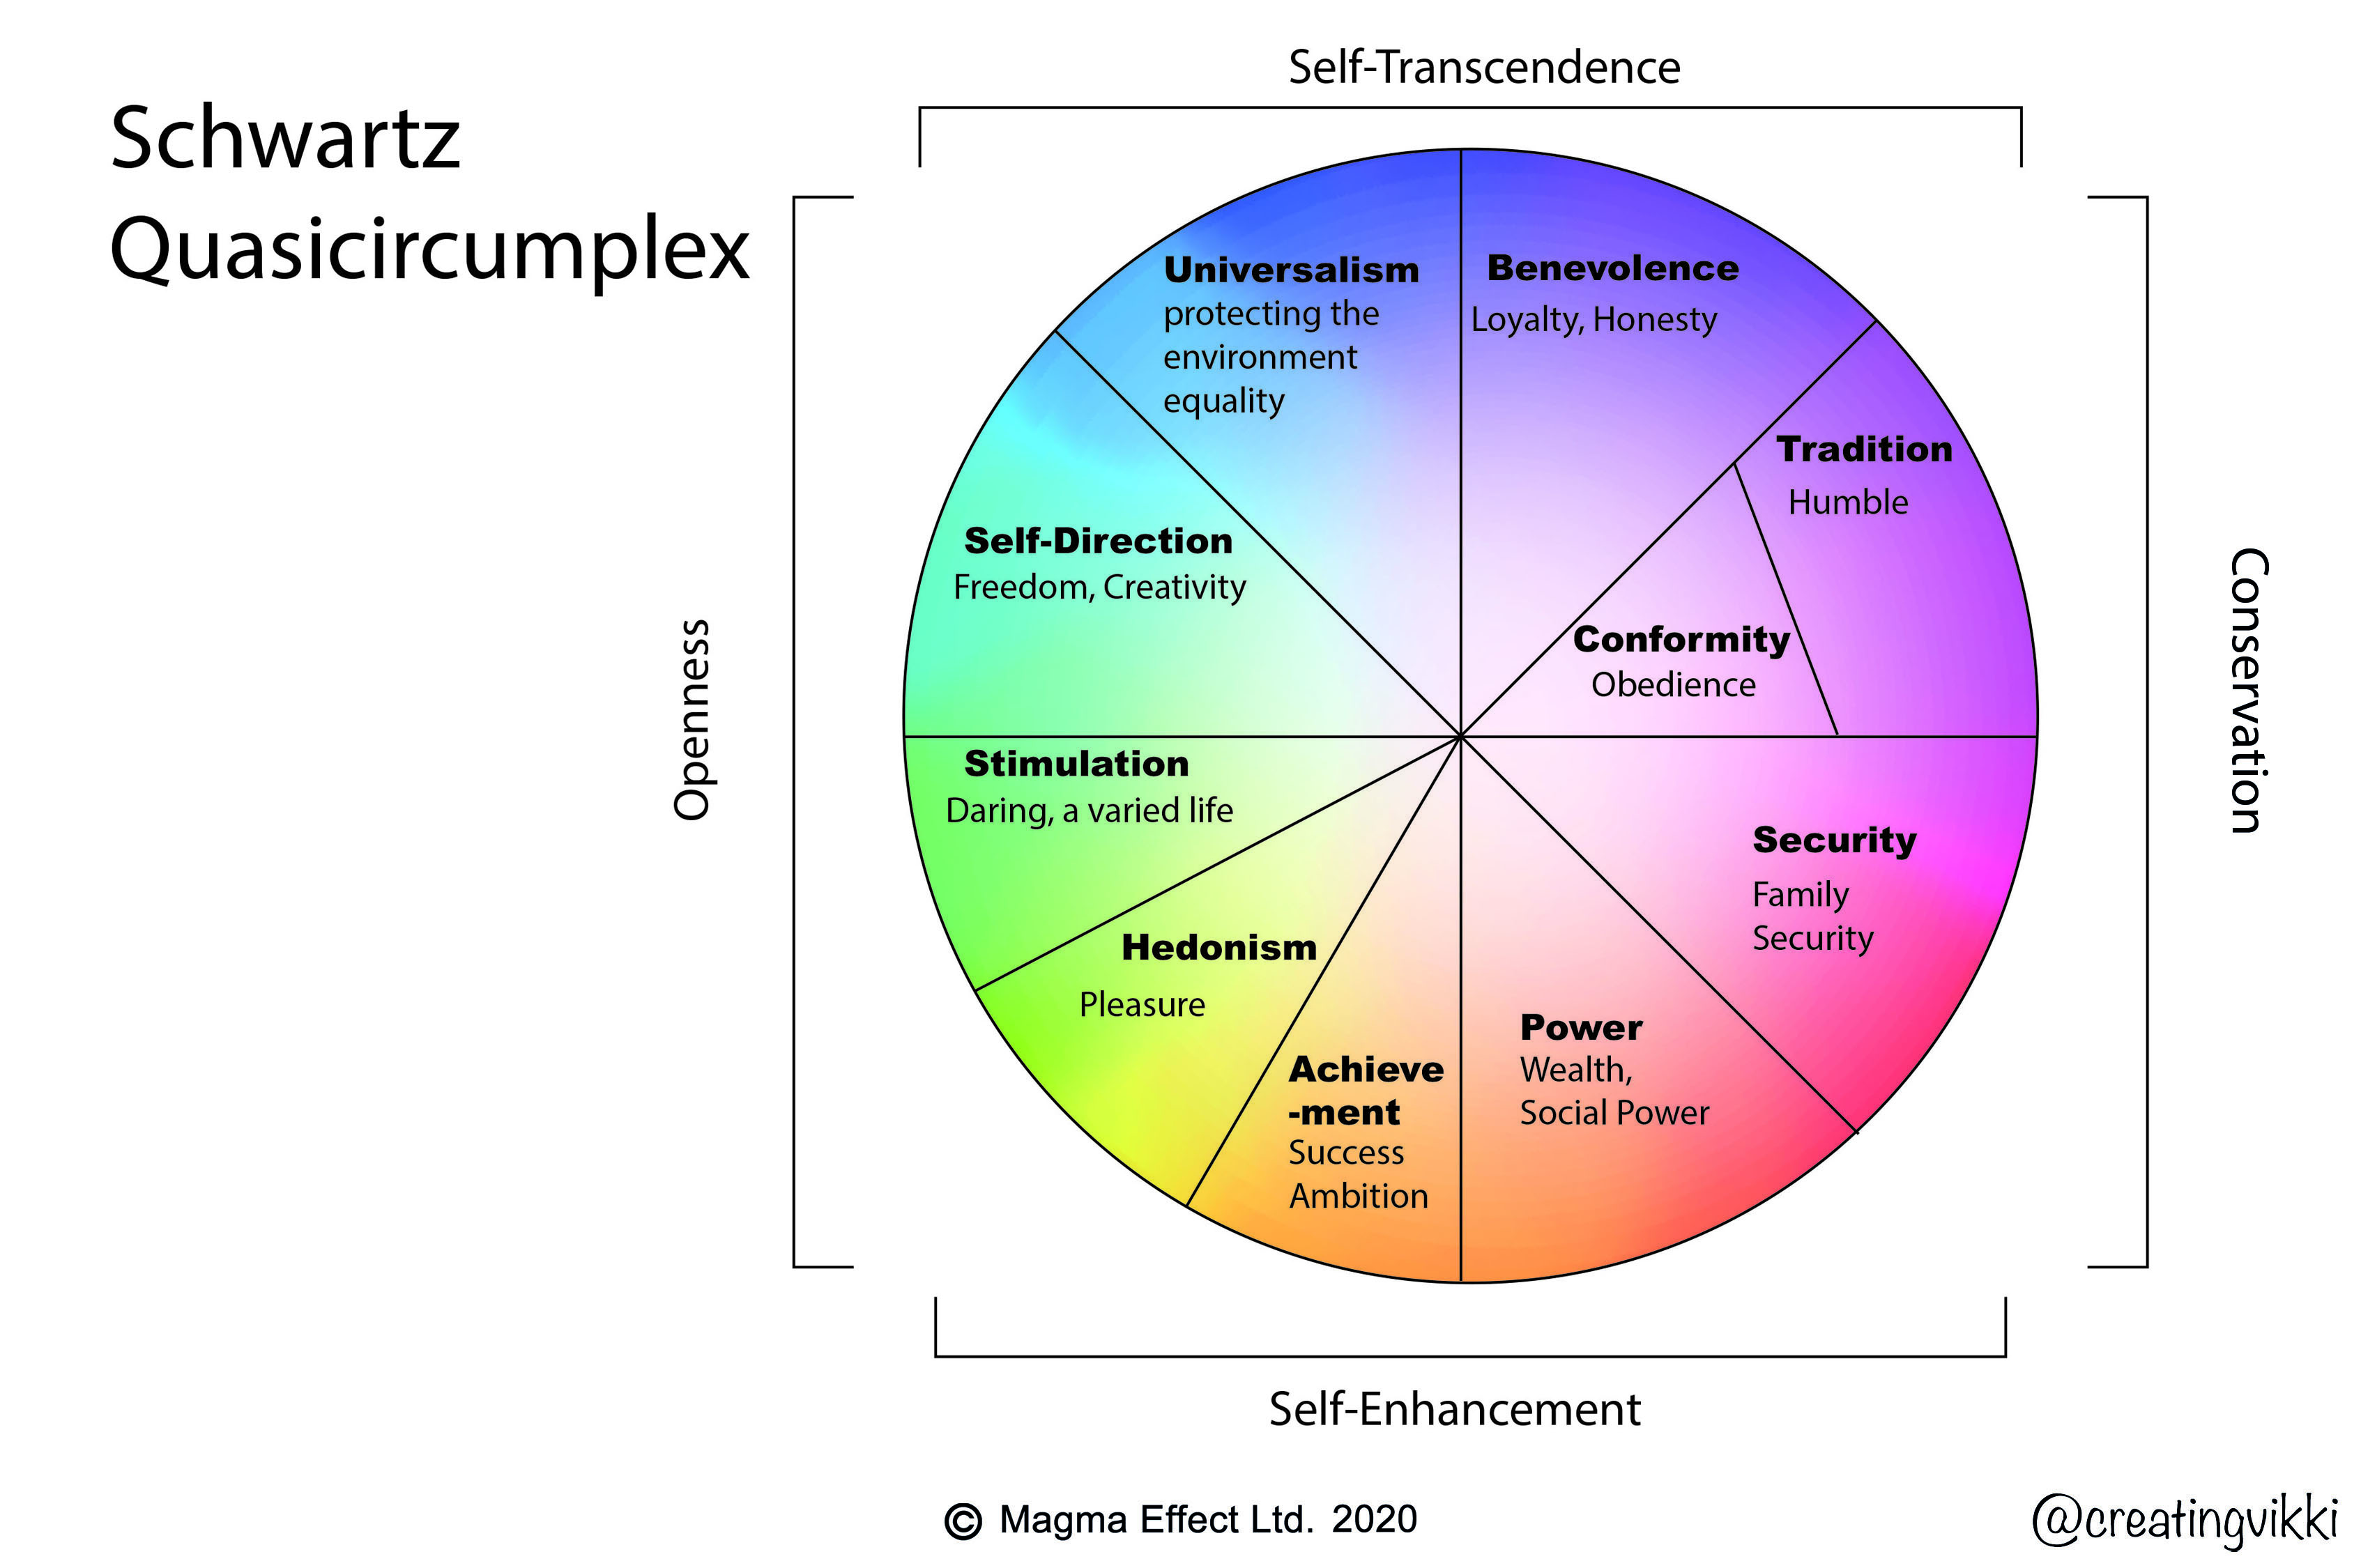 Schwartz
Quasicircumplex
Self-Transcendence
Openness
Conservation
Universalism
protecting the
environment
equality
Benevolence
Loyalty, Honesty
Tradition
Humble
Self-Direction
Freedom, Creativity
Conformity
Obedience
Stimulation
Daring, a varied life
Security
Family
Security
Hedonism
Pleasure
Power
Wealth,
Social Power
Achieve
-ment
Success
Ambition
Self-Enhancement
© Magma Effect Ltd. 2020
@creatingvikki